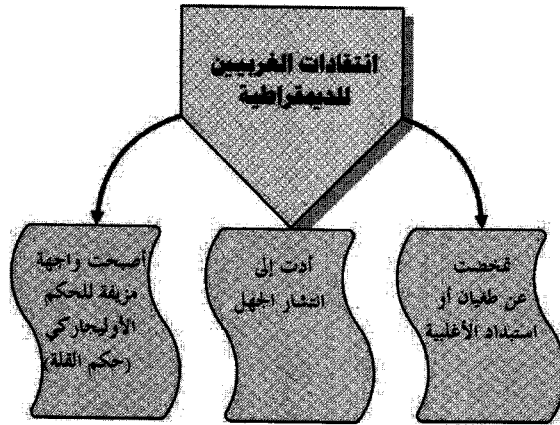 انتقادات الغربيين
للديمقراطية
تمخضت
عن طغيان أو
استبداد الأغلبية
أدت إلى
انتشار الجهل
أصبحت واجهة
مزيفة للحكم
الأوليجاركي
(حكم القلة)